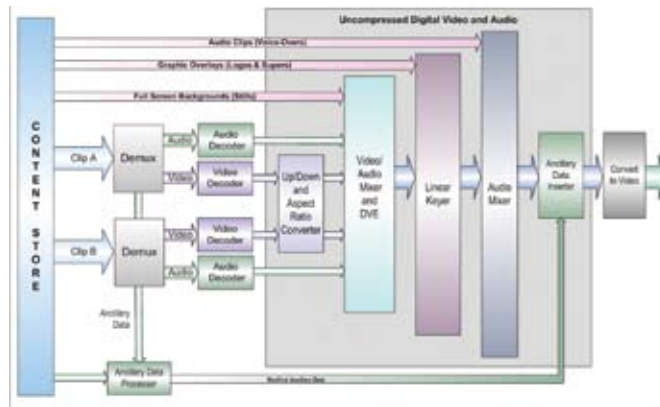 Uncompressed Digital Video and Audio
Audio Clips (Voice-Overs)
Graphic Overlays (Logos & Supers)
Full Screen Backgrounds (Stills)
CONTENT STORE
Clip A
Demux
Audio
Audio
Decoder
Video
Video
Decoder
Up/Down
and
Aspect
Ratio
Converter
Video/
Audio
Mixer
and
DVE
Linear
Keyer
Audio
Mixer
Ancillary
Data
Inserter
Convert
to Video
Clip B
Demux
Video
Video
Decoder
Audio
Audio
Decoder
Ancillary
Data
Ancillary Data
Processor